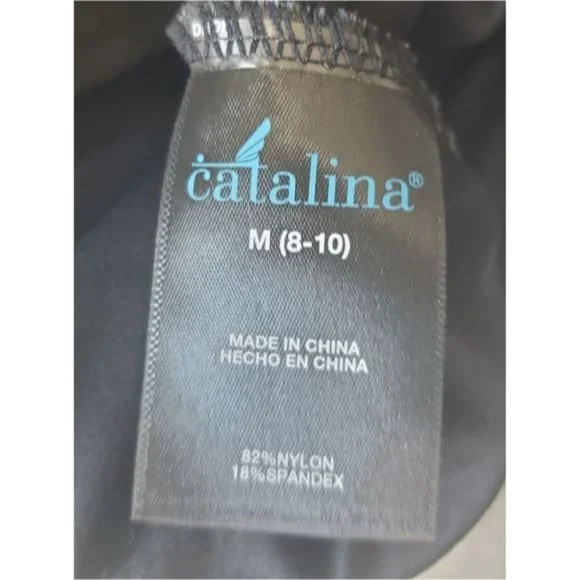 catalina®
M (8-10)
MADE IN CHINA
HECHO EN CHINA
82%NYLON
18%SPANDEX